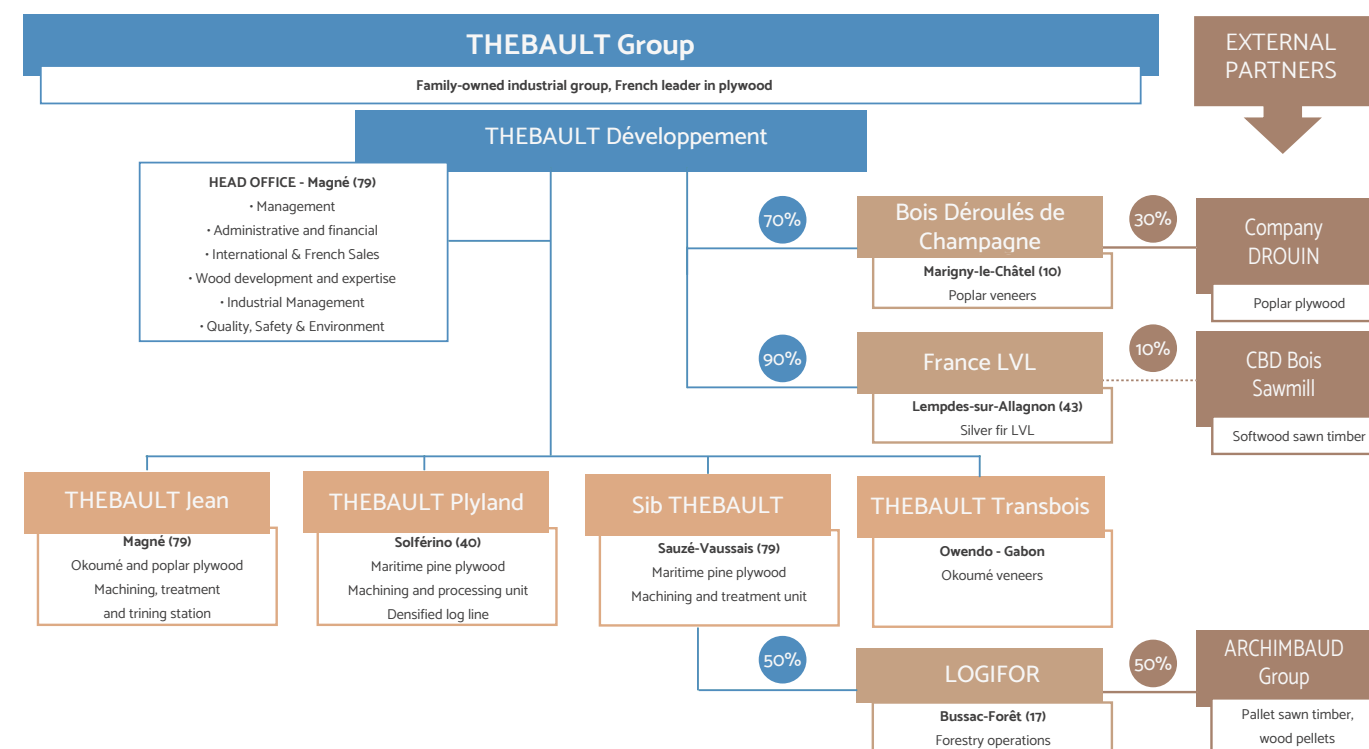 THEBAULT Group
Family-owned industrial group, French leader in plywood
EXTERNAL
PARTNERS
THEBAULT Développement
HEAD OFFICE - Magné (79)
• Management
• Administrative and financial
• International & French Sales
• Wood development and expertise
• Industrial Management
• Quality, Safety & Environment
70%
Bois Déroulés de
Champagne
Marigny-le-Châtel (10)
Poplar veneers
30%
Company
DROUIN
Poplar plywood
90%
France LVL
Lempdes-sur-Allagnon (43)
Silver fir LVL
10%
CBD Bois
Sawmill
Softwood sawn timber
THEBAULT Jean
Magné (79)
Okoumé and poplar plywood
Machining, treatment
and trining station
THEBAULT Plyland
Solférino (40)
Maritime pine plywood
Machining and processing unit
Densified log line
Sib THEBAULT
Sauzé-Vaussais (79)
Maritime pine plywood
Machining and treatment unit
THEBAULT Transbois
Owendo - Gabon
Okoumé veneers
50%
LOGIFOR
Bussac-Forêt (17)
Forestry operations
50%
ARCHIMBAUD
Group
Pallet sawn timber,
wood pellets